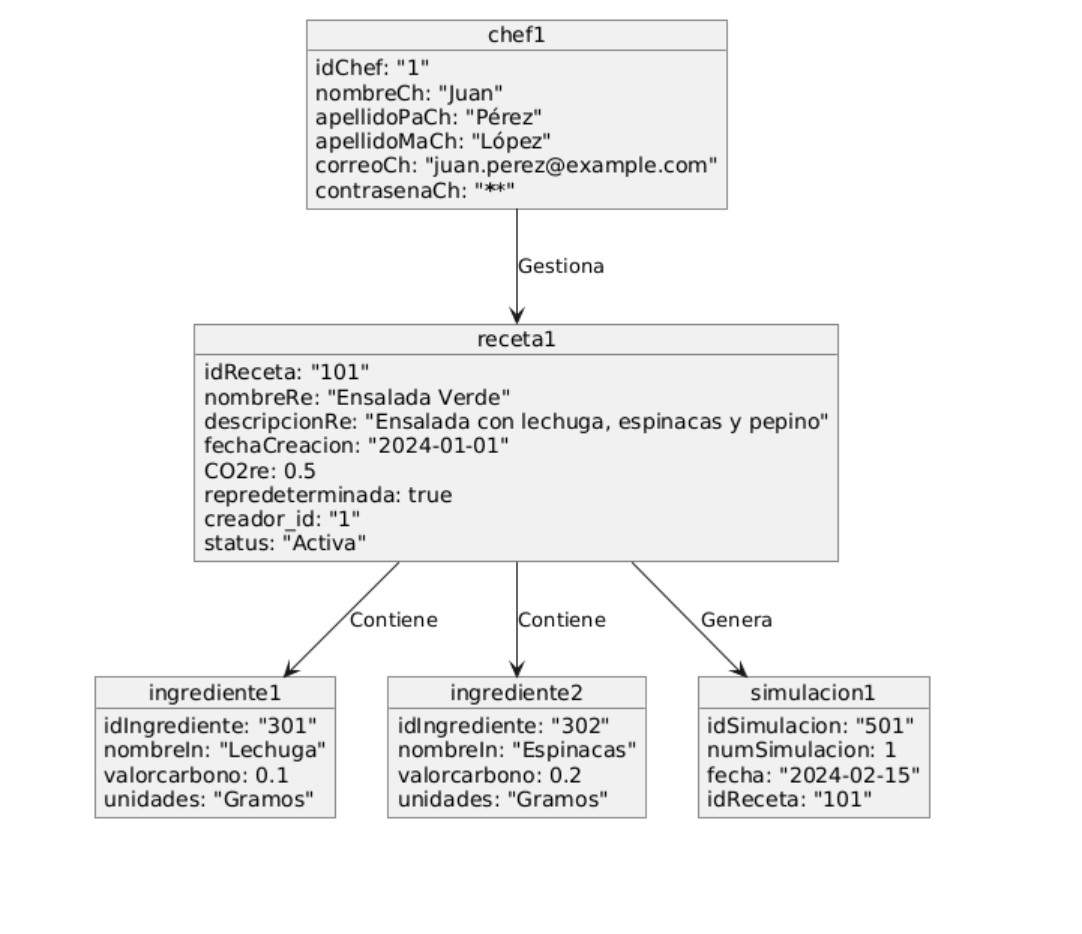 chef1
idChef: "1"
nombreCh: "Juan"
apellidoPaCh: "Pérez"
apellidoMaCh: "López"
correoCh: "juan.perez@example.com"
contrasenaCh: "**"
Gestiona
receta1
idReceta: "101"
nombreRe: "Ensalada Verde"
descripcionRe: "Ensalada con lechuga, espinacas y pepino"
fechaCreacion: "2024-01-01"
CO2re: 0.5
repredeterminada: true
creador_id: "1"
status: "Activa"
Contiene
Contiene
Genera
ingrediente1
idIngrediente: "301"
nombreIn: "Lechuga"
valorcarbono: 0.1
unidades: "Gramos"
ingrediente2
idIngrediente: "302"
nombreIn: "Espinacas"
valorcarbono: 0.2
unidades: "Gramos"
simulacion1
idSimulacion: "501"
numSimulacion: 1
fecha: "2024-02-15"
idReceta: "101"